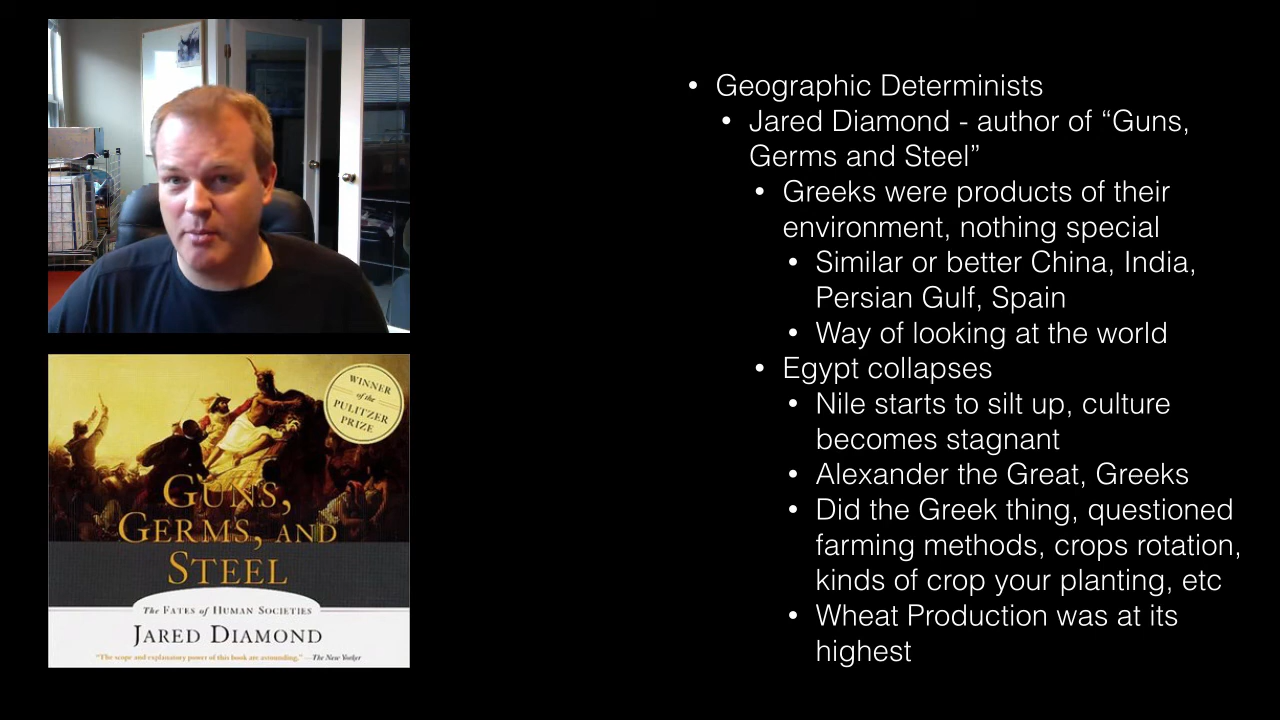 • Geographic Determinists
• Jared Diamond - author of “Guns,
Germs and Steel”
• Greeks were products of their
environment, nothing special
• Similar or better China, India,
Persian Gulf, Spain
• Way of looking at the world
• Egypt collapses
• Nile starts to silt up, culture
becomes stagnant
• Alexander the Great, Greeks
• Did the Greek thing, questioned
farming methods, crops rotation,
kinds of crop your planting, etc
• Wheat Production was at its
highest
WINNER
of the
PULITZER
PRIZE
GUNS,
GERMS, AND
STEEL
The FATES of HUMAN SOCIETIES
JARED DIAMOND
"The scope and explanatory power of this book are astounding." —The New Yorker